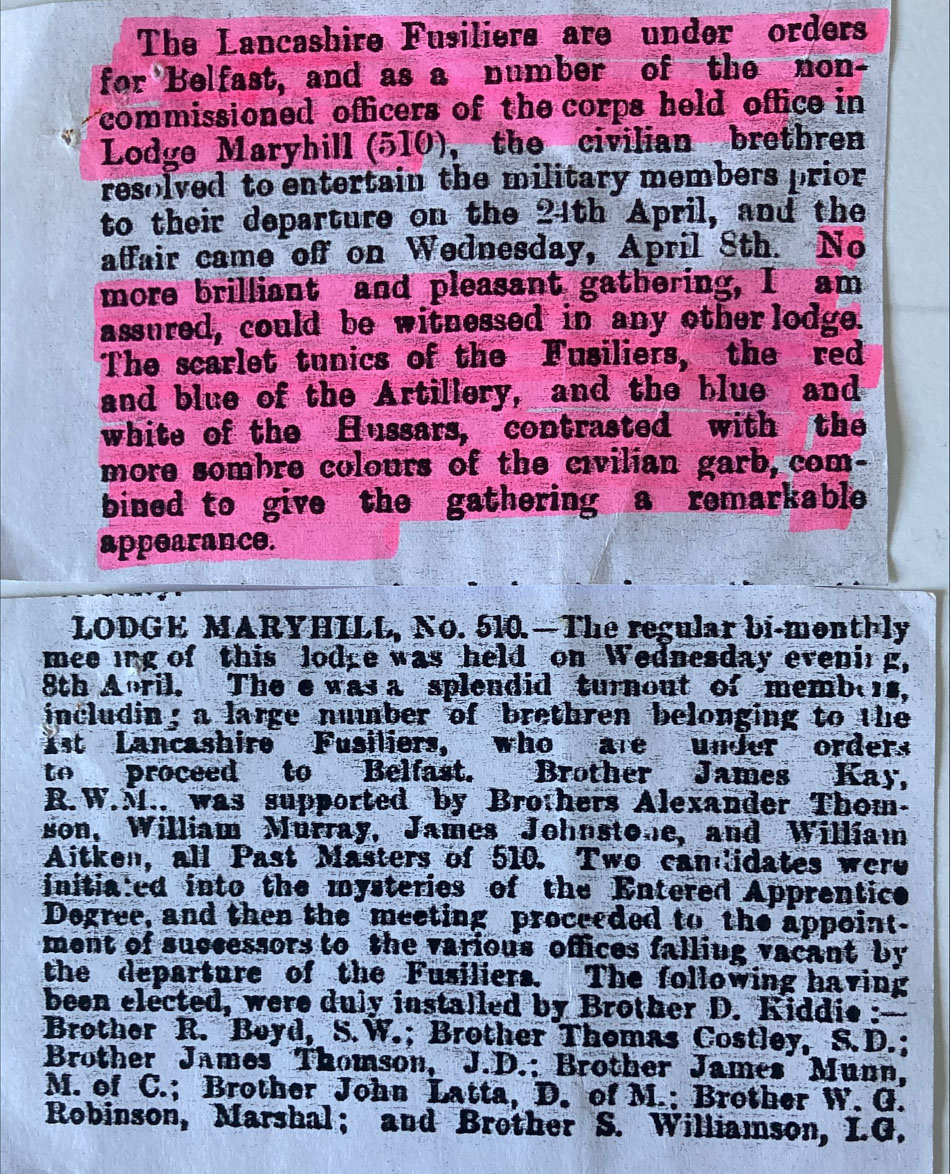 The Lancashire Fusiliers are under orders
for Belfast, and as a number of the non-
commissioned officers of the corps held office in
Lodge Maryhill (510), the civilian brethren
resolved to entertain the military members prior
to their departure on the 24th April, and the
affair came off on Wednesday, April 8th. No
more brilliant and pleasant gathering, I am
assured, could be witnessed in any other lodge.
The scarlet tunics of the Fusiliers, the red
and blue of the Artillery, and the blue and
white of the Hussars, contrasted with the
more sombre colours of the civilian garb, com-
bined to give the gathering a remarkable
appearance.
LODGE MARYHILL, No. 510.—The regular bi-monthly
meeting of this lodge was held on Wednesday evening,
8th April. There was a splendid turnout of members,
including a large number of brethren belonging to the
1st Lancashire Fusiliers, who are under orders
to proceed to Belfast. Brother James Kay,
R.W.M., was supported by Brothers Alexander Thom-
son, William Murray, James Johnstone, and William
Aitken, all Past Masters of 510. Two candidates were
initiated into the mysteries of the Entered Apprentice
Degree, and then the meeting proceeded to the appoint-
ment of successors to the various offices falling vacant by
the departure of the Fusiliers. The following having
been elected, were duly installed by Brother D. Kiddie :—
Brother R. Boyd, S.W.; Brother Thomas Costley, S.D.;
Brother James Thomson, J.D.; Brother James Munn,
M. of C.; Brother John Latta, D. of M.; Brother W. G.
Robinson, Marshal; and Brother S. Williamson, I.G.